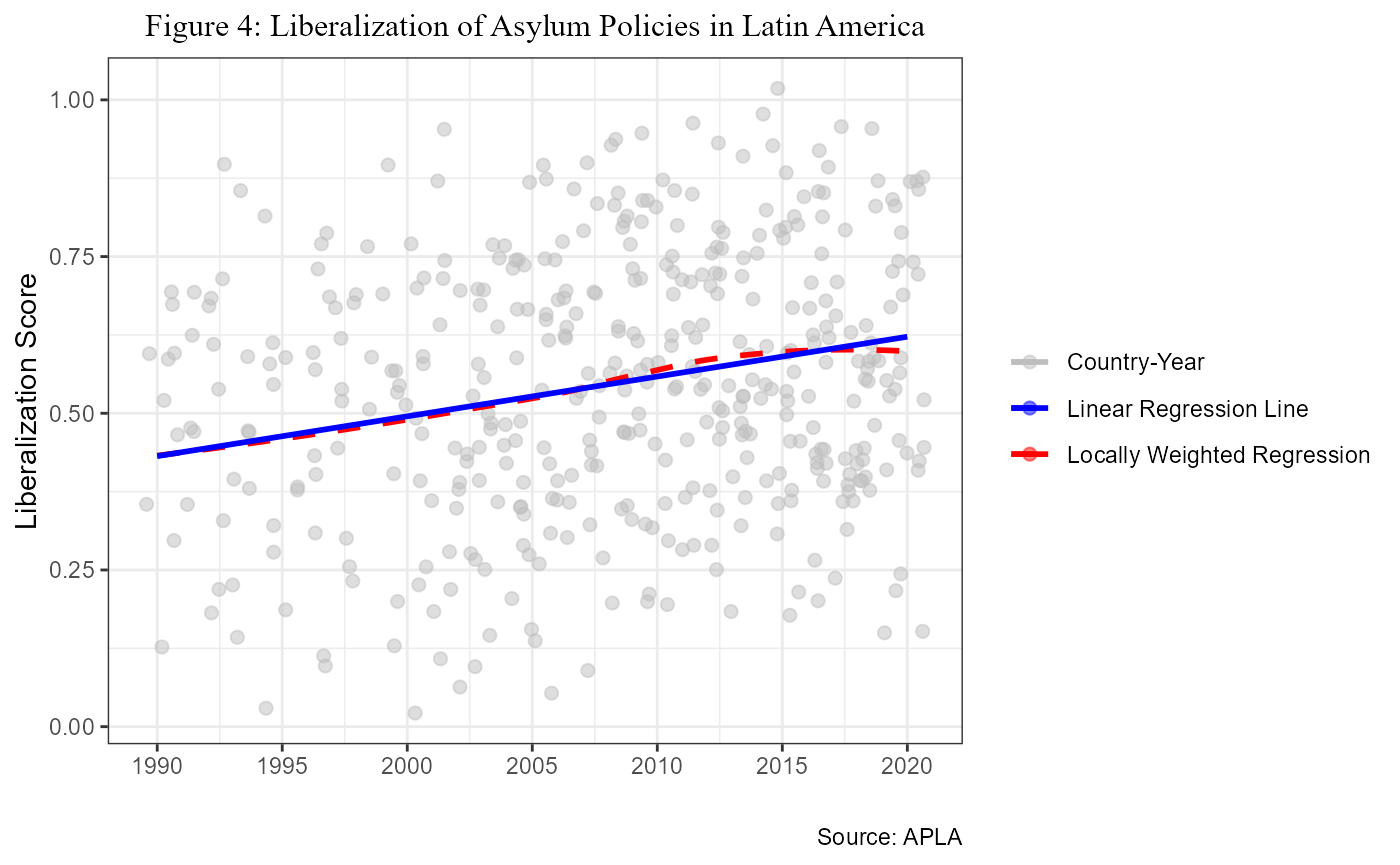 Figure 4: Liberalization of Asylum Policies in Latin America
Liberalization Score
1.00
0.75
0.50
0.25
0.00
1990 1995 2000 2005 2010 2015 2020
Country-Year
Linear Regression Line
Locally Weighted Regression
Source: APLA